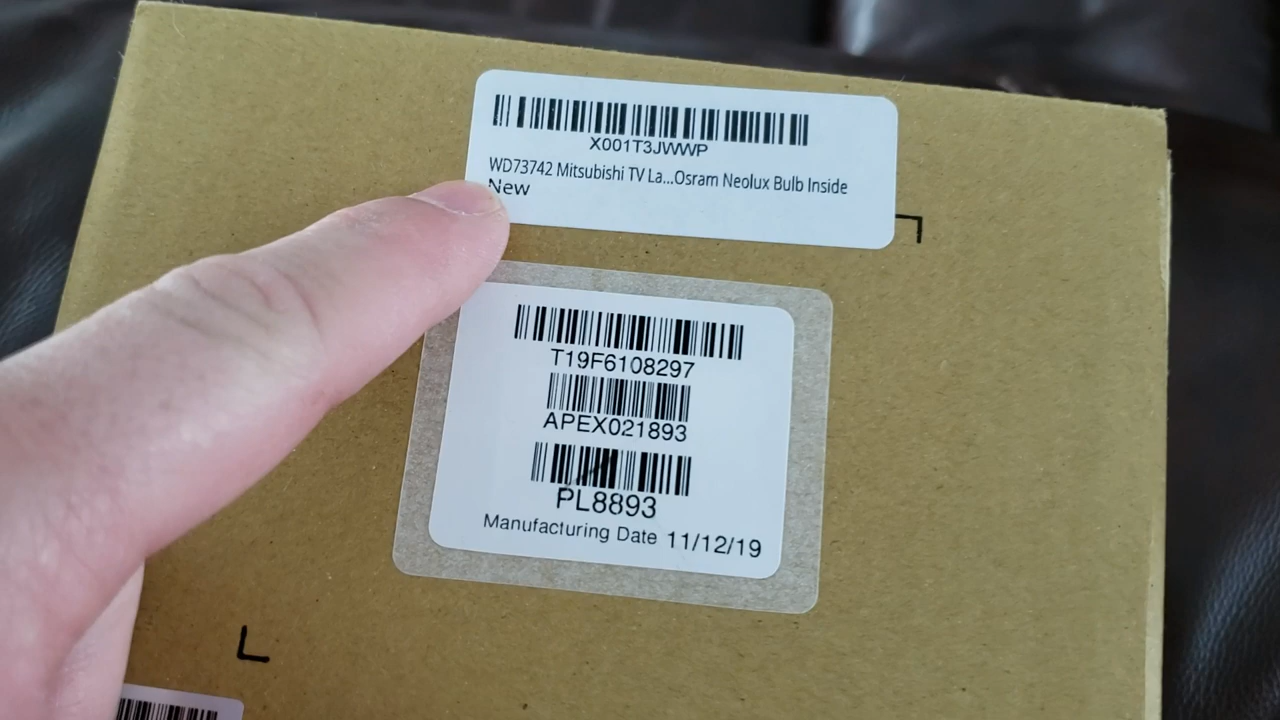 X001T3JWWP
WD73742 Mitsubishi TV La...Osram Neolux Bulb Inside
New
T19F6108297
APEX021893
PL8893
Manufacturing Date 11/12/19